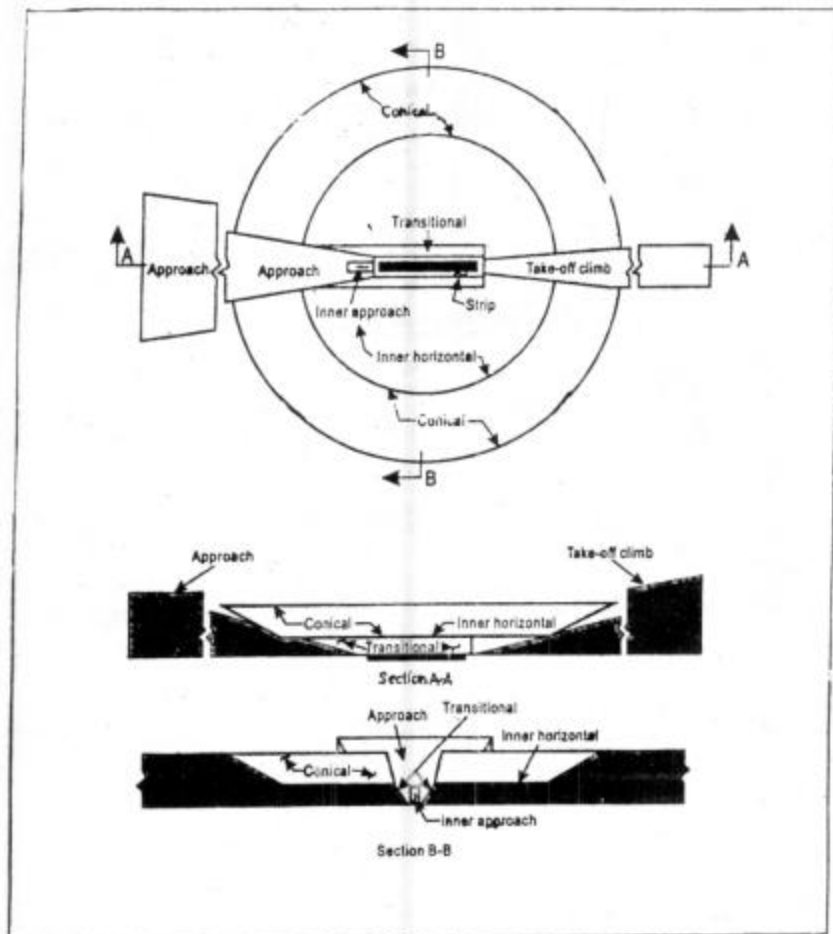 B
Conical
Transitional
A
Approach
Approach
Take-off climb
A
Inner approach
Strip
Inner horizontal
Conical
B
Approach
Take-off climb
Conical
Inner horizontal
Transitional
Section A-A
Transitional
Approach
Inner horizontal
Conical
Inner approach
Section B-B